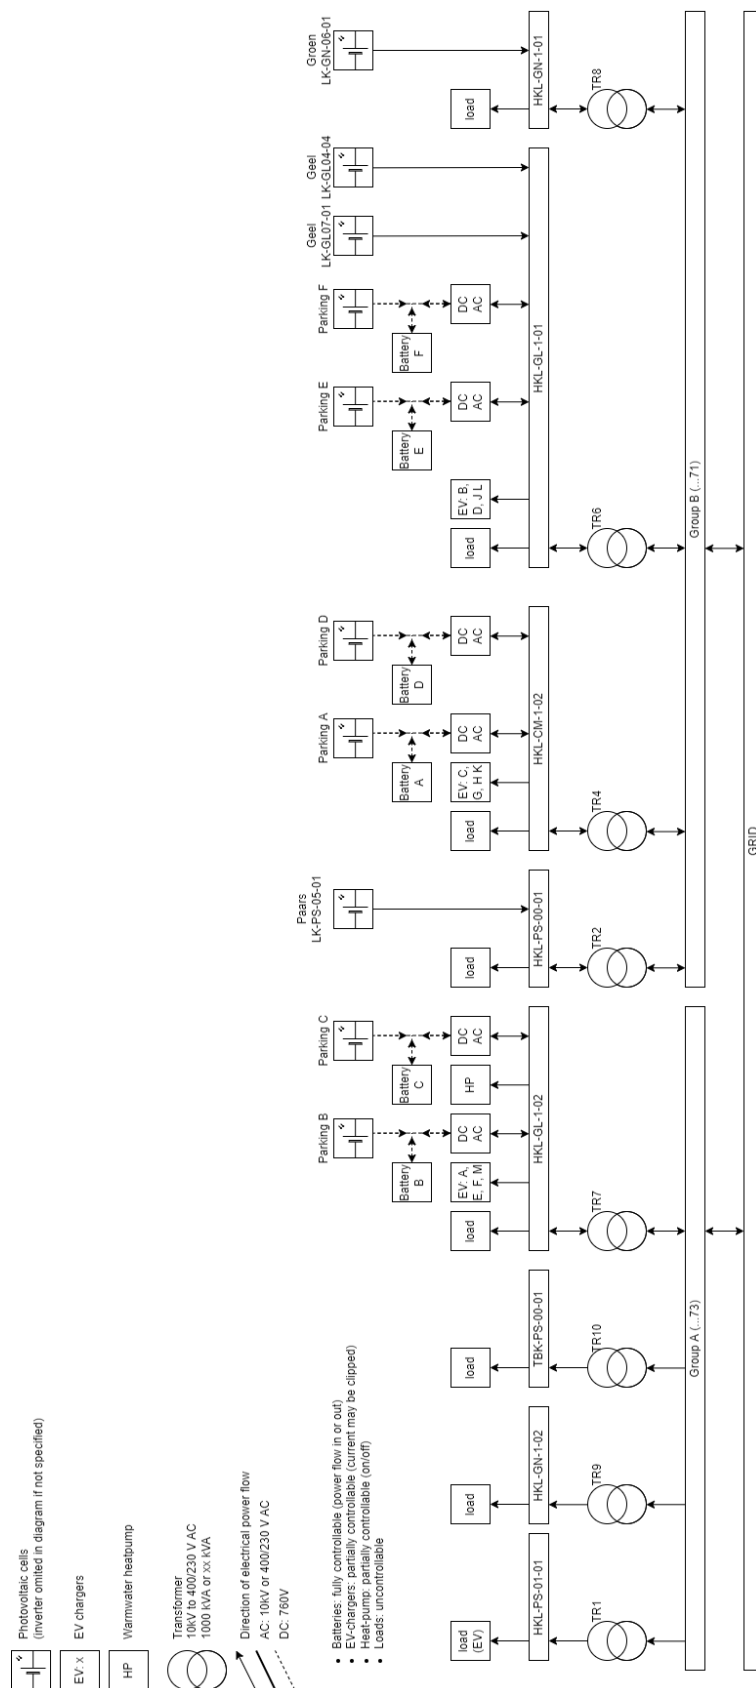 Photovoltaic cells
(inverter omited in diagram if not specified)
EV: x
EV chargers
HP
Warmwater heatpump
Transformer
10kV to 400/230 V AC
1000 kVA or xx kVA
Direction of electrical power flow
AC: 10kV or 400/230 V AC
DC: 760V
• Batteries: fully controllable (power flow in or out)
• EV-chargers: partially controllable (current may be clipped)
• Heat-pump: partially controllable (on/off)
• Loads: uncontrollable
Parking B
Parking C
Paars
LK-PS-05-01
Parking A
Parking D
Parking E
Parking F
Geel
LK-GL07-01
Geel
LK-GL04-04
Groen
LK-GN-06-01
Battery
B
Battery
C
Battery
A
Battery
D
Battery
E
Battery
F
load
(EV)
load
load
load
EV: A,
E, F, M
DC
AC
HP
DC
AC
load
load
EV: C,
G, H K
DC
AC
DC
AC
load
EV: B,
D, J L
DC
AC
DC
AC
load
HKL-PS-01-01
HKL-GN-1-02
TBK-PS-00-01
HKL-GL-1-02
HKL-PS-00-01
HKL-CM-1-02
HKL-GL-1-01
HKL-GN-1-01
TR1
TR9
TR10
TR7
TR2
TR4
TR6
TR8
Group A (...73)
Group B (...71)
GRID